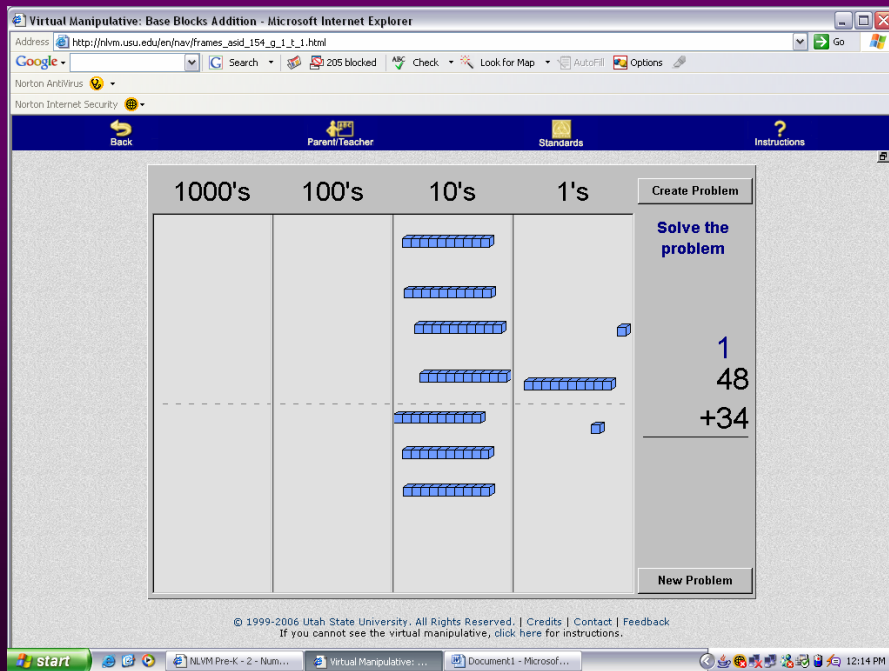 Virtual Manipulative: Base Blocks Addition - Microsoft Internet Explorer
Address http://nlvm.usu.edu/en/nav/frames_asid_154_g_1_t_1.html Go
Google Search 205 blocked ABC Check Look for Map AutoFill Options
Norton AntiVirus
Norton Internet Security
Back Parent/Teacher Standards Instructions
1000's 100's 10's 1's Create Problem
Solve the
problem
1
48
+34
New Problem
© 1999-2006 Utah State University. All Rights Reserved. | Credits | Contact | Feedback
If you cannot see the virtual manipulative, click here for instructions.
start NLVM Pre-K - 2 - Num... Virtual Manipulative: ... Document1 - Microsof... 12:14 PM